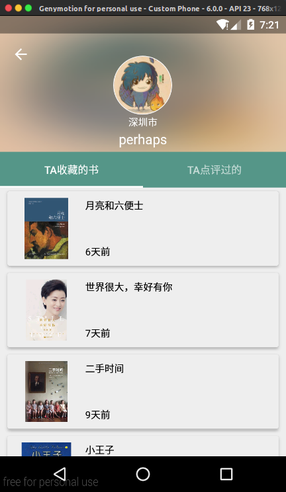 Genymotion for personal use - Custom Phone - 6.0.0 - API 23 - 768x1
7:21
深圳市
perhaps
TA收藏的书
TA点评过的
月亮和六便士
6天前
世界很大，幸好有你
7天前
二手时间
9天前
小王子
小王子
free for personal use